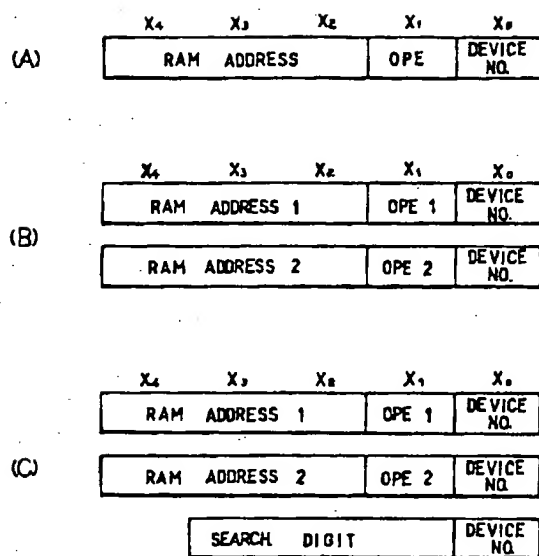 X4 X3 X2 X1 X0
(A) RAM ADDRESS OPE DEVICE NO.
X4 X3 X2 X1 X0
(B)
RAM ADDRESS 1 OPE 1 DEVICE NO.
RAM ADDRESS 2 OPE 2 DEVICE NO.
X4 X3 X2 X1 X0
RAM ADDRESS 1 OPE 1 DEVICE NO.
(C) RAM ADDRESS 2 OPE 2 DEVICE NO.
SEARCH DIGIT DEVICE NO.